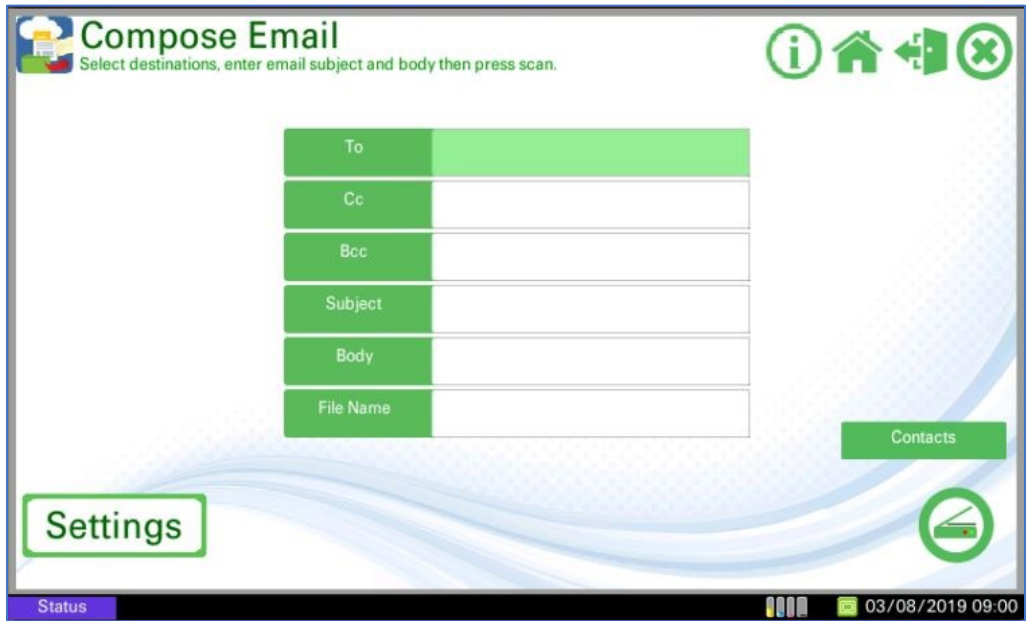 Compose Email
Select destinations, enter email subject and body then press scan.
To
Cc
Bcc
Subject
Body
File Name
Contacts
Settings
Status
03/08/2019 09:00